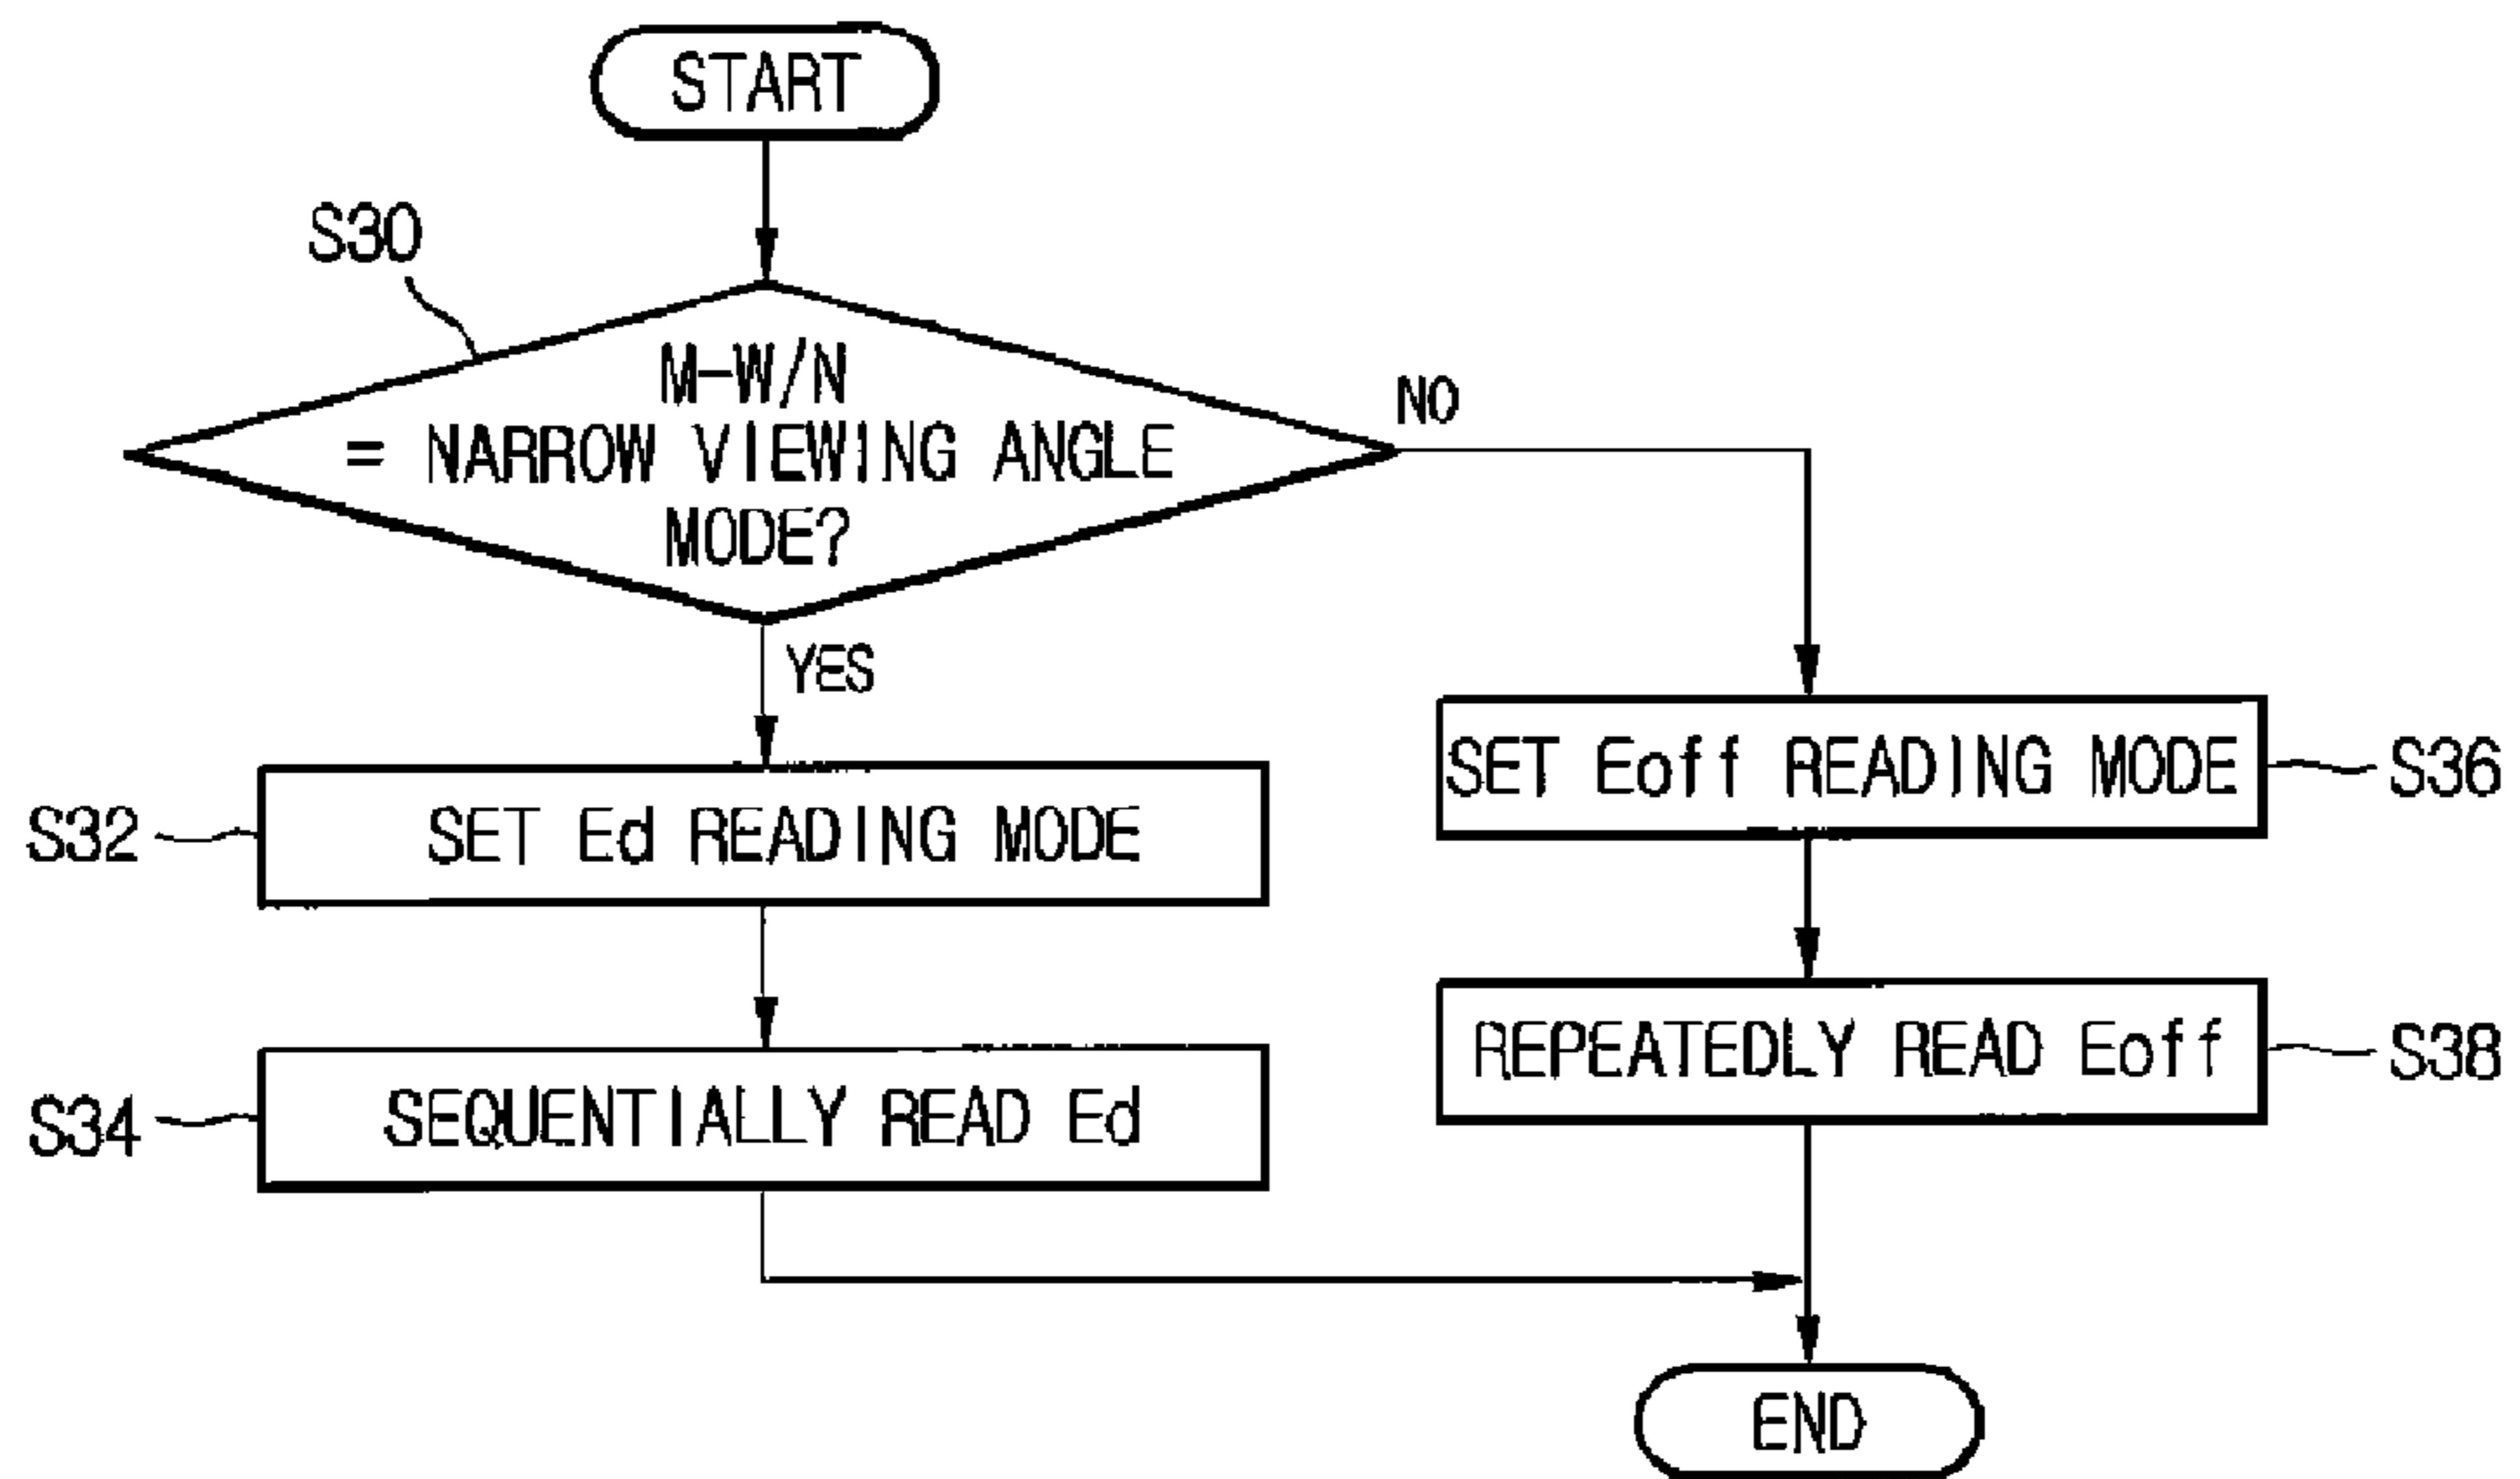 START
S30
M-W/N
= NARROW VIEWING ANGLE
MODE?
NO
YES
SET Eoff READING MODE
S36
S32
SET Ed READING MODE
REPEATEDLY READ Eoff
S38
S34
SEQUENTIALLY READ Ed
END